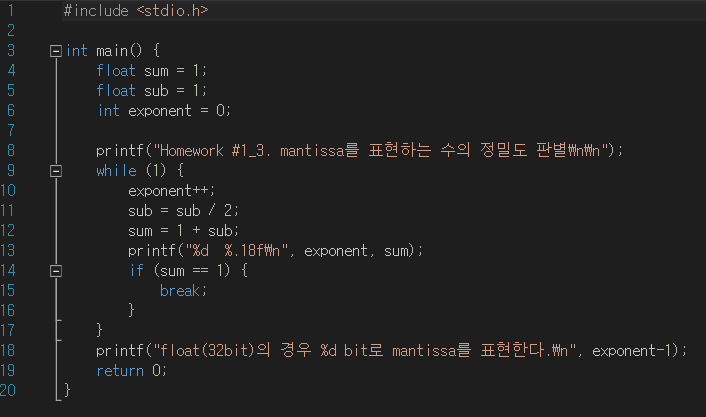 1 #include <stdio.h>
2
3 int main() {
4 float sum = 1;
5 float sub = 1;
6 int exponent = 0;
7
8 printf("Homework #1_3. mantissa를 표현하는 수의 정밀도 판별₩n₩n");
9 while (1) {
10 exponent++;
11 sub = sub / 2;
12 sum = 1 + sub;
13 printf("%d  %.18f₩n", exponent, sum);
14 if (sum == 1) {
15 break;
16 }
17 }
18 printf("float(32bit)의 경우 %d bit로 mantissa를 표현한다.₩n", exponent-1);
19 return 0;
20 }